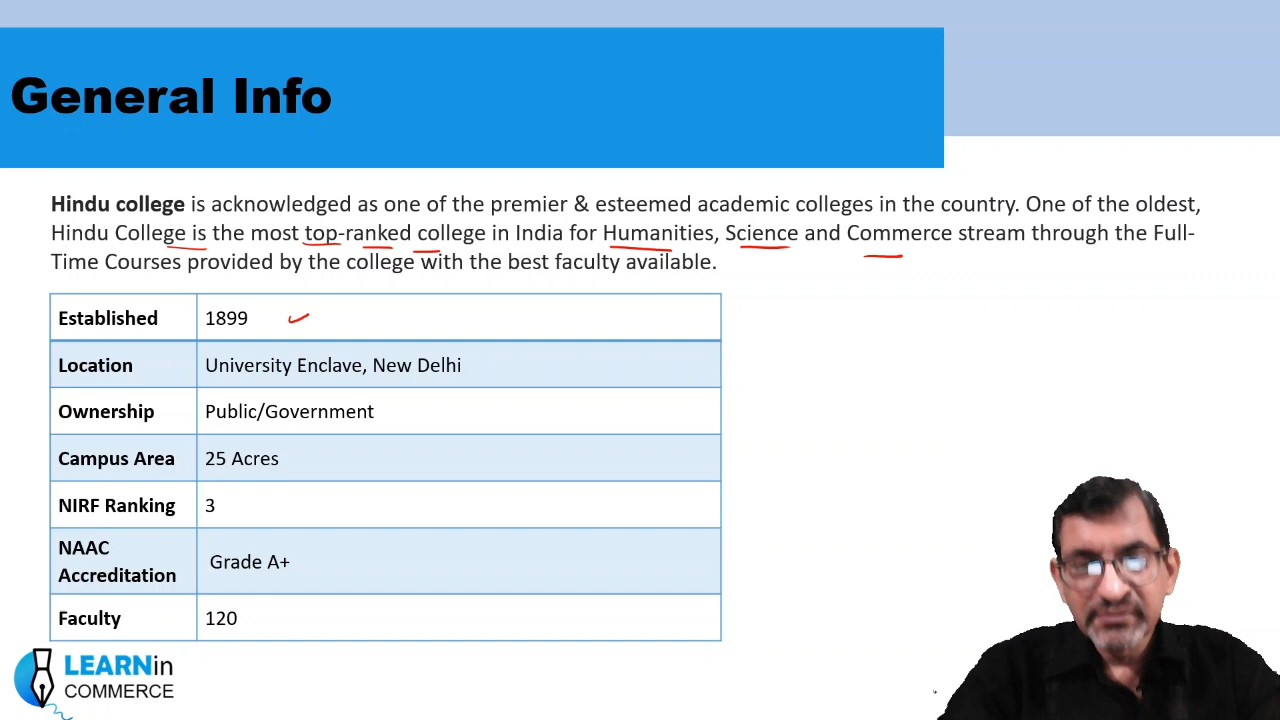 General Info
Hindu college is acknowledged as one of the premier & esteemed academic colleges in the country. One of the oldest,
Hindu College is the most top-ranked college in India for Humanities, Science and Commerce stream through the Full-
Time Courses provided by the college with the best faculty available.
Established 1899
Location University Enclave, New Delhi
Ownership Public/Government
Campus Area 25 Acres
NIRF Ranking 3
NAAC
Accreditation Grade A+
Faculty 120
LEARNin
COMMERCE